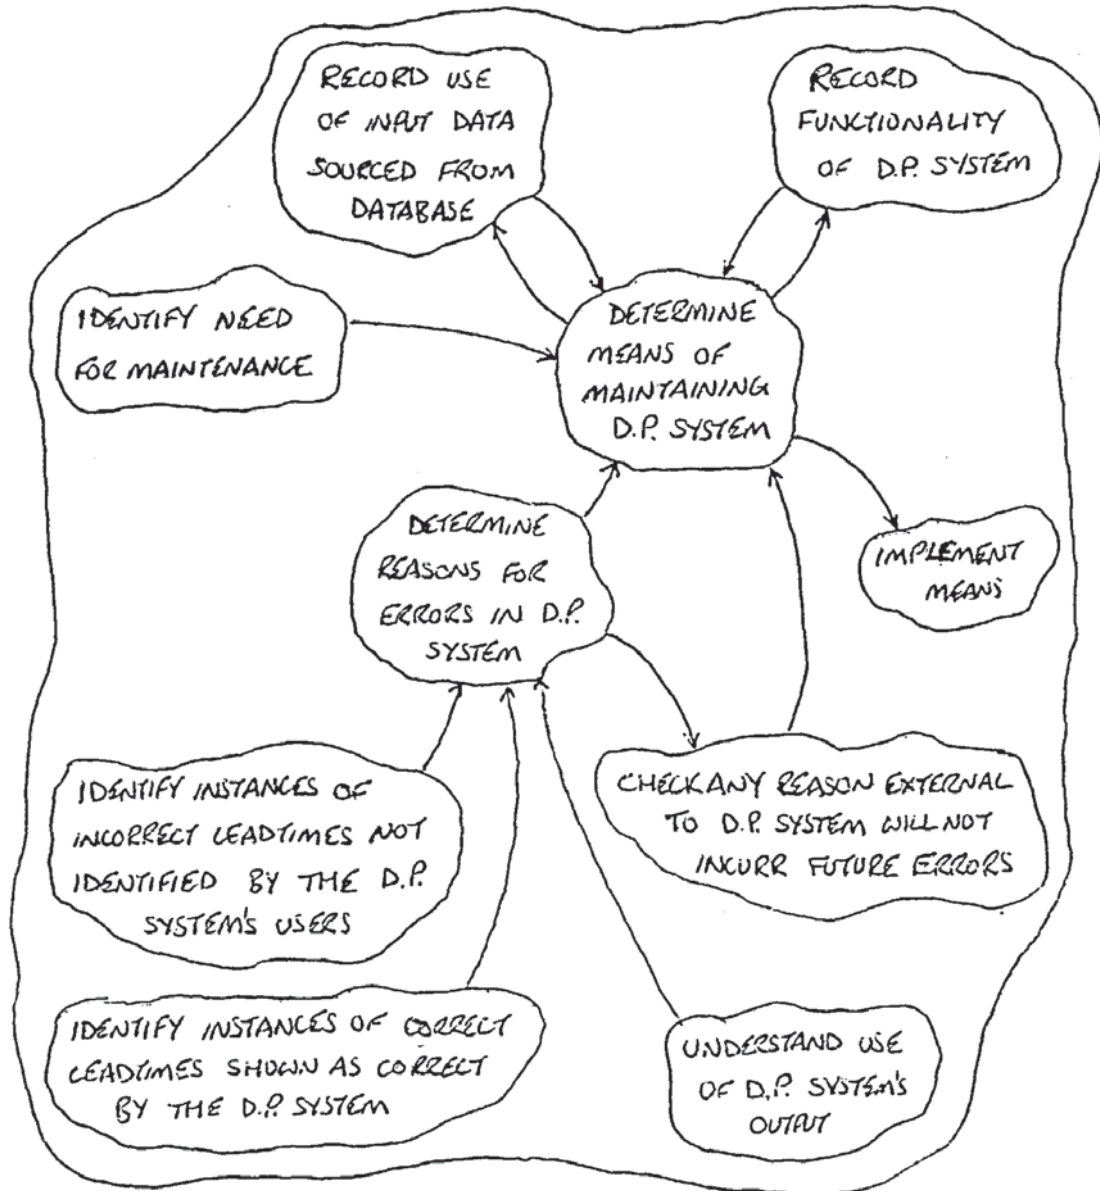 RECORD USE
OF INPUT DATA
SOURCED FROM
DATABASE
RECORD
FUNCTIONALITY
OF D.P. SYSTEM
IDENTIFY NEED
FOR MAINTENANCE
DETERMINE
MEANS OF
MAINTAINING
D.P. SYSTEM
DETERMINE
REASONS FOR
ERRORS IN D.P.
SYSTEM
IMPLEMENT
MEANS
IDENTIFY INSTANCES OF
INCORRECT LEADTIMES NOT
IDENTIFIED BY THE D.P.
SYSTEM'S USERS
CHECK ANY REASON EXTERNAL
TO D.P. SYSTEM WILL NOT
INCURR FUTURE ERRORS
IDENTIFY INSTANCES OF CORRECT
LEADTIMES SHOWN AS CORRECT
BY THE D.P. SYSTEM
UNDERSTAND USE
OF D.P. SYSTEM'S
OUTPUT